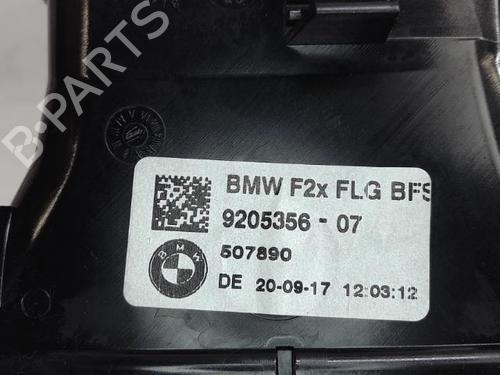 B-PARTS
BMW F2x FLG BFS
9205356 - 07
507890
BMW
DE 20-09-17 12:03:12